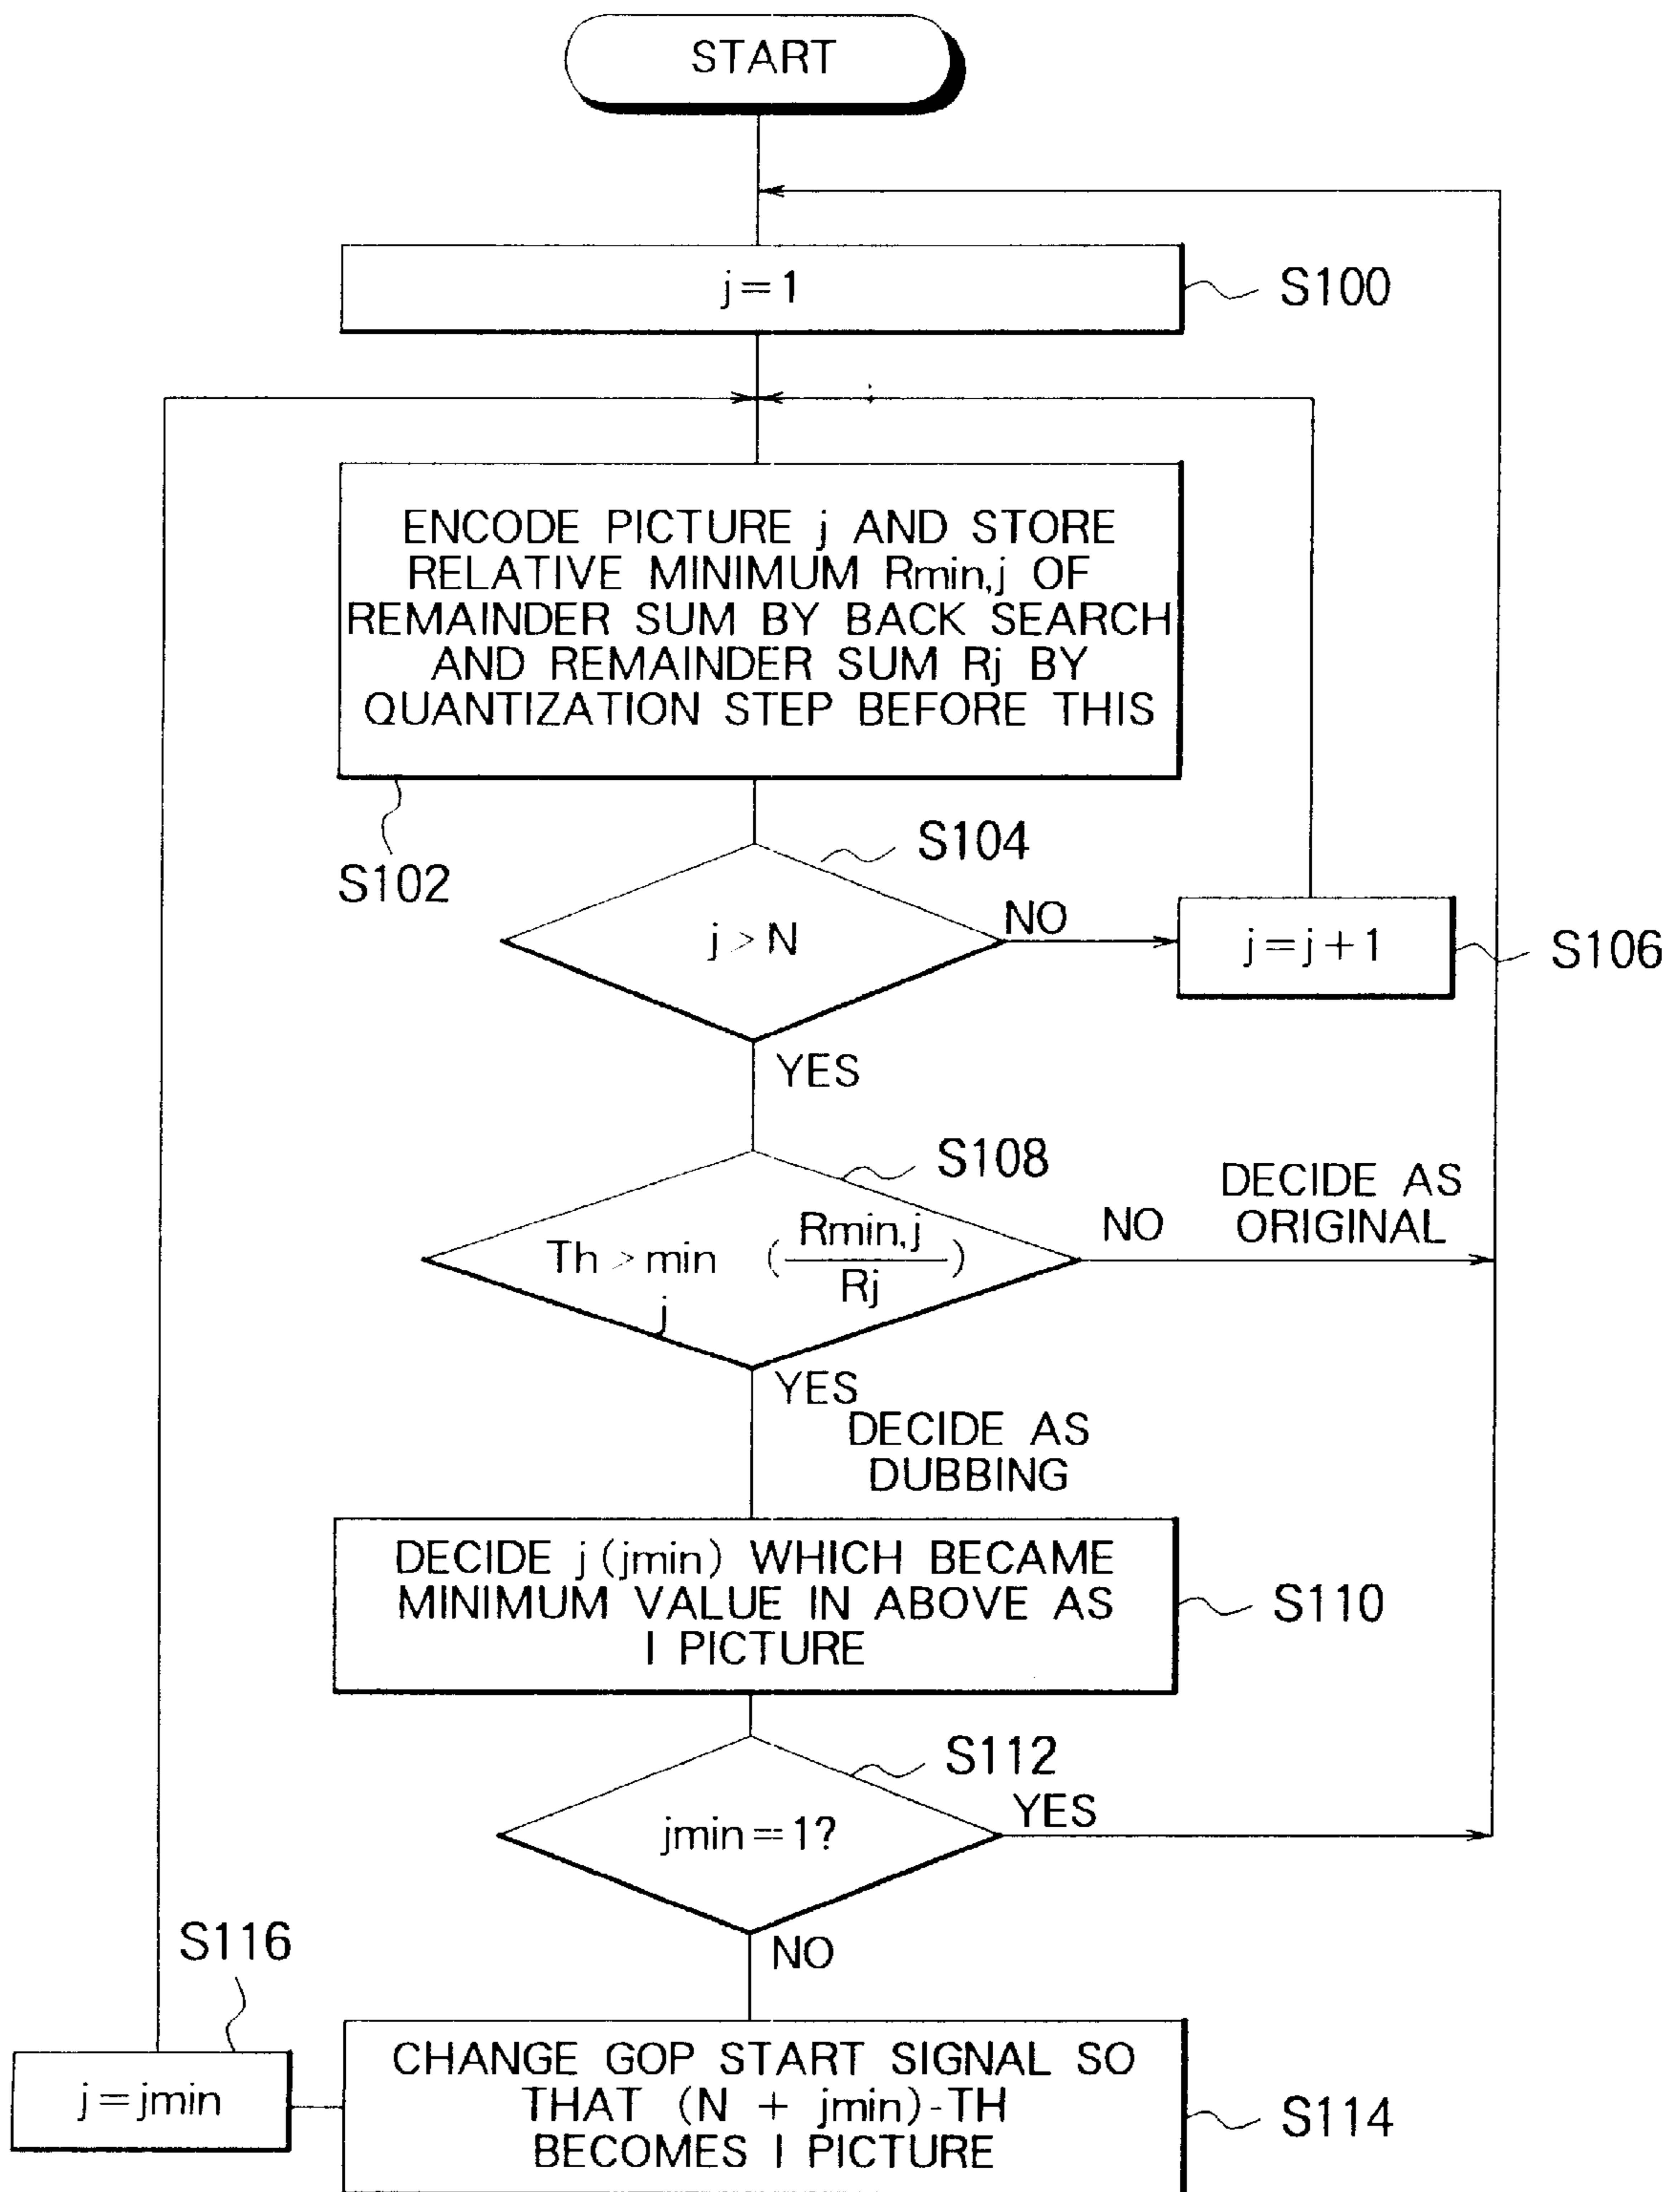 START
j=1
S100
ENCODE PICTURE j AND STORE
RELATIVE MINIMUM Rmin,j OF
REMAINDER SUM BY BACK SEARCH
AND REMAINDER SUM Rj BY
QUANTIZATION STEP BEFORE THIS
S102
S104
j > N
NO
j=j+1
S106
YES
S108
Th > min j (Rmin,j / Rj)
NO
DECIDE AS
ORIGINAL
YES
DECIDE AS
DUBBING
DECIDE j (jmin) WHICH BECAME
MINIMUM VALUE IN ABOVE AS
I PICTURE
S110
S112
jmin=1?
YES
NO
S116
j=jmin
CHANGE GOP START SIGNAL SO
THAT (N + jmin)-TH
BECOMES I PICTURE
S114